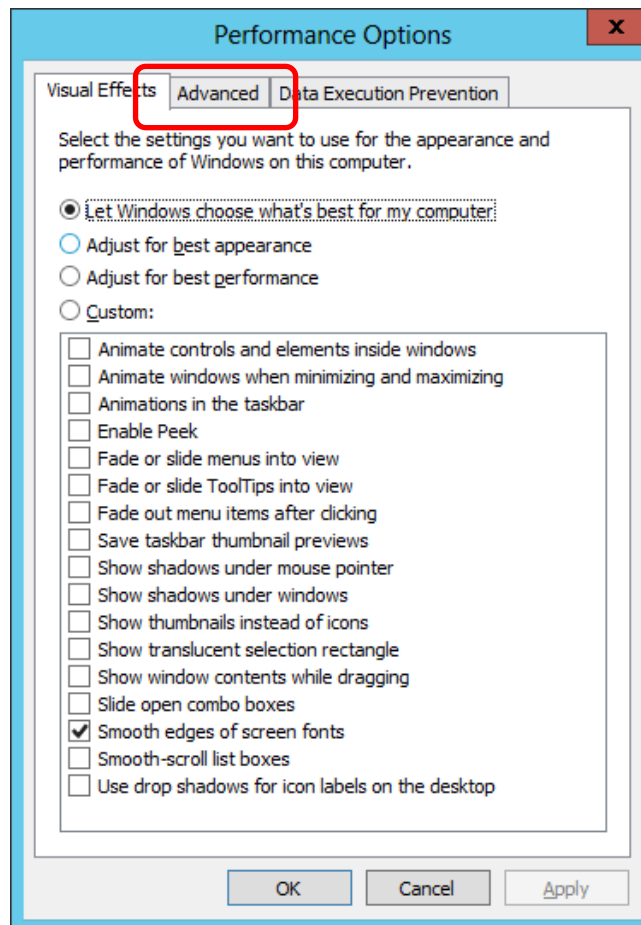 Performance Options
x
Visual Effects Advanced Data Execution Prevention
Select the settings you want to use for the appearance and
performance of Windows on this computer.
Let Windows choose what's best for my computer
Adjust for best appearance
Adjust for best performance
Custom:
Animate controls and elements inside windows
Animate windows when minimizing and maximizing
Animations in the taskbar
Enable Peek
Fade or slide menus into view
Fade or slide ToolTips into view
Fade out menu items after clicking
Save taskbar thumbnail previews
Show shadows under mouse pointer
Show shadows under windows
Show thumbnails instead of icons
Show translucent selection rectangle
Show window contents while dragging
Slide open combo boxes
Smooth edges of screen fonts
Smooth-scroll list boxes
Use drop shadows for icon labels on the desktop
OK Cancel Apply